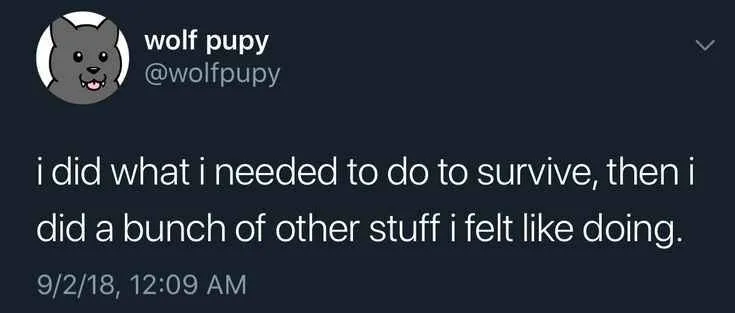 wolf pupy
@wolfpupy
i did what i needed to do to survive, then i
did a bunch of other stuff i felt like doing.
9/2/18, 12:09 AM